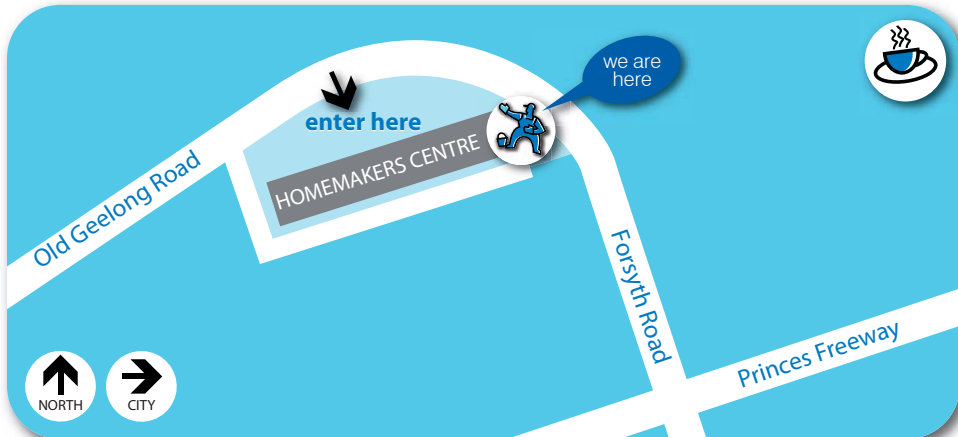 we are
here
enter here
HOMEMAKERS CENTRE
Old Geelong Road
Forsyth Road
Princes Freeway
NORTH
CITY